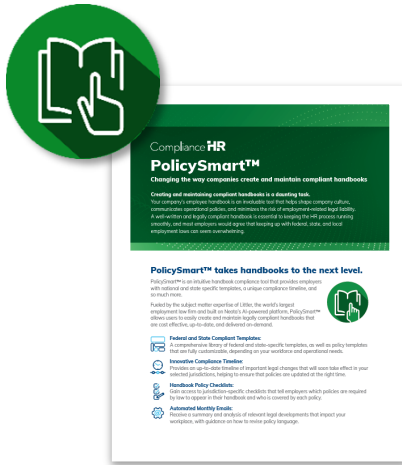 Compliance HR
PolicySmart™
Changing the way companies create and maintain compliant handbooks
Creating and maintaining compliant handbooks is a daunting task.
Your company's employee handbook is an invaluable tool that helps shape company culture,
communicates operational policies, and minimizes the risk of employment-related legal liability.
A well-written and legally compliant handbook is essential to keeping the HR process running
smoothly, and most employers would agree that keeping up with federal, state, and local
employment laws can seem overwhelming.
PolicySmart™ takes handbooks to the next level.
PolicySmart™ is an intuitive handbook compliance tool that provides employers
with national and state specific templates, a unique compliance timeline, and
so much more.
Fueled by the subject matter expertise of Littler, the world's largest
employment law firm and built on Neota's AI-powered platform, PolicySmart™
allows users to easily create and maintain legally compliant handbooks that
are cost effective, up-to-date, and delivered on-demand.
Federal and State Compliant Templates:
A comprehensive library of federal and state-specific templates, as well as policy templates
that are fully customizable, depending on your workforce and operational needs.
Innovative Compliance Timeline:
Provides an up-to-date timeline of important legal changes that will soon take effect in your
selected jurisdictions, helping to ensure that policies are updated at the right time.
Handbook Policy Checklists:
Gain access to jurisdiction-specific checklists that tell employers which policies are required
by law to appear in their handbook and who is covered by each policy.
Automated Monthly Emails:
Receive a summary and analysis of relevant legal developments that impact your
workplace, with guidance on how to revise policy language.